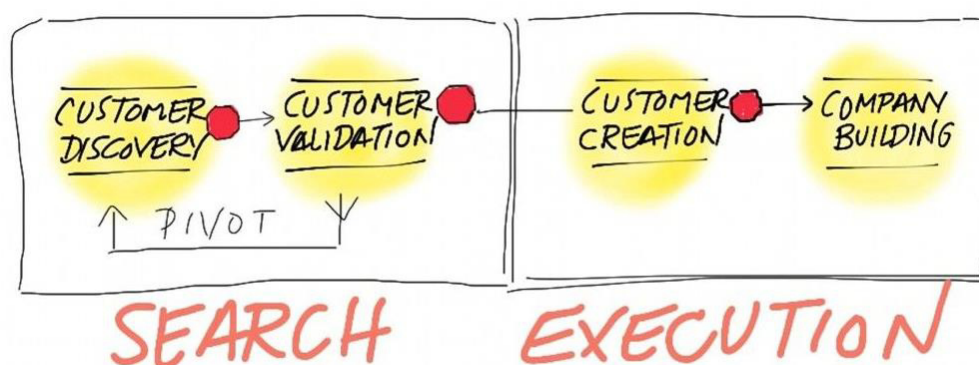 CUSTOMER
DISCOVERY
CUSTOMER
VALIDATION
PIVOT
CUSTOMER
CREATION
COMPANY
BUILDING
SEARCH
EXECUTION